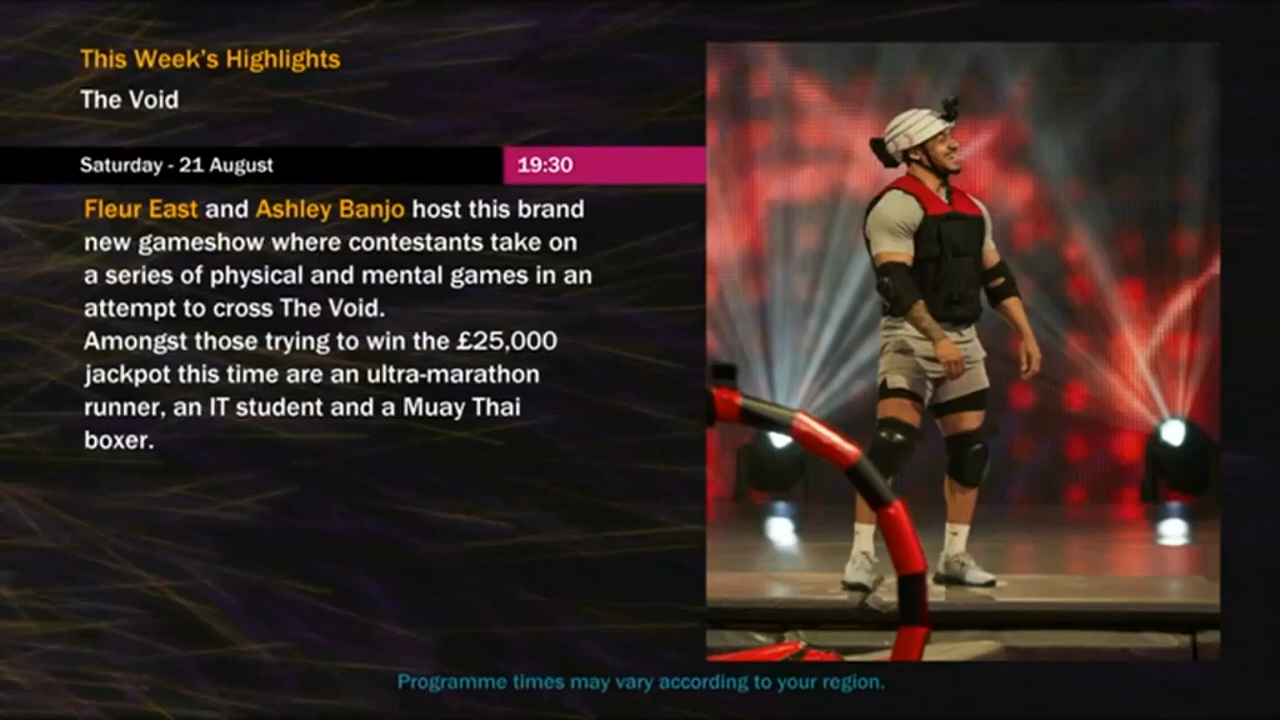 This Week's Highlights
The Void
Saturday - 21 August
19:30
Fleur East and Ashley Banjo host this brand
new gameshow where contestants take on
a series of physical and mental games in an
attempt to cross The Void.
Amongst those trying to win the £25,000
jackpot this time are an ultra-marathon
runner, an IT student and a Muay Thai
boxer.
Programme times may vary according to your region.